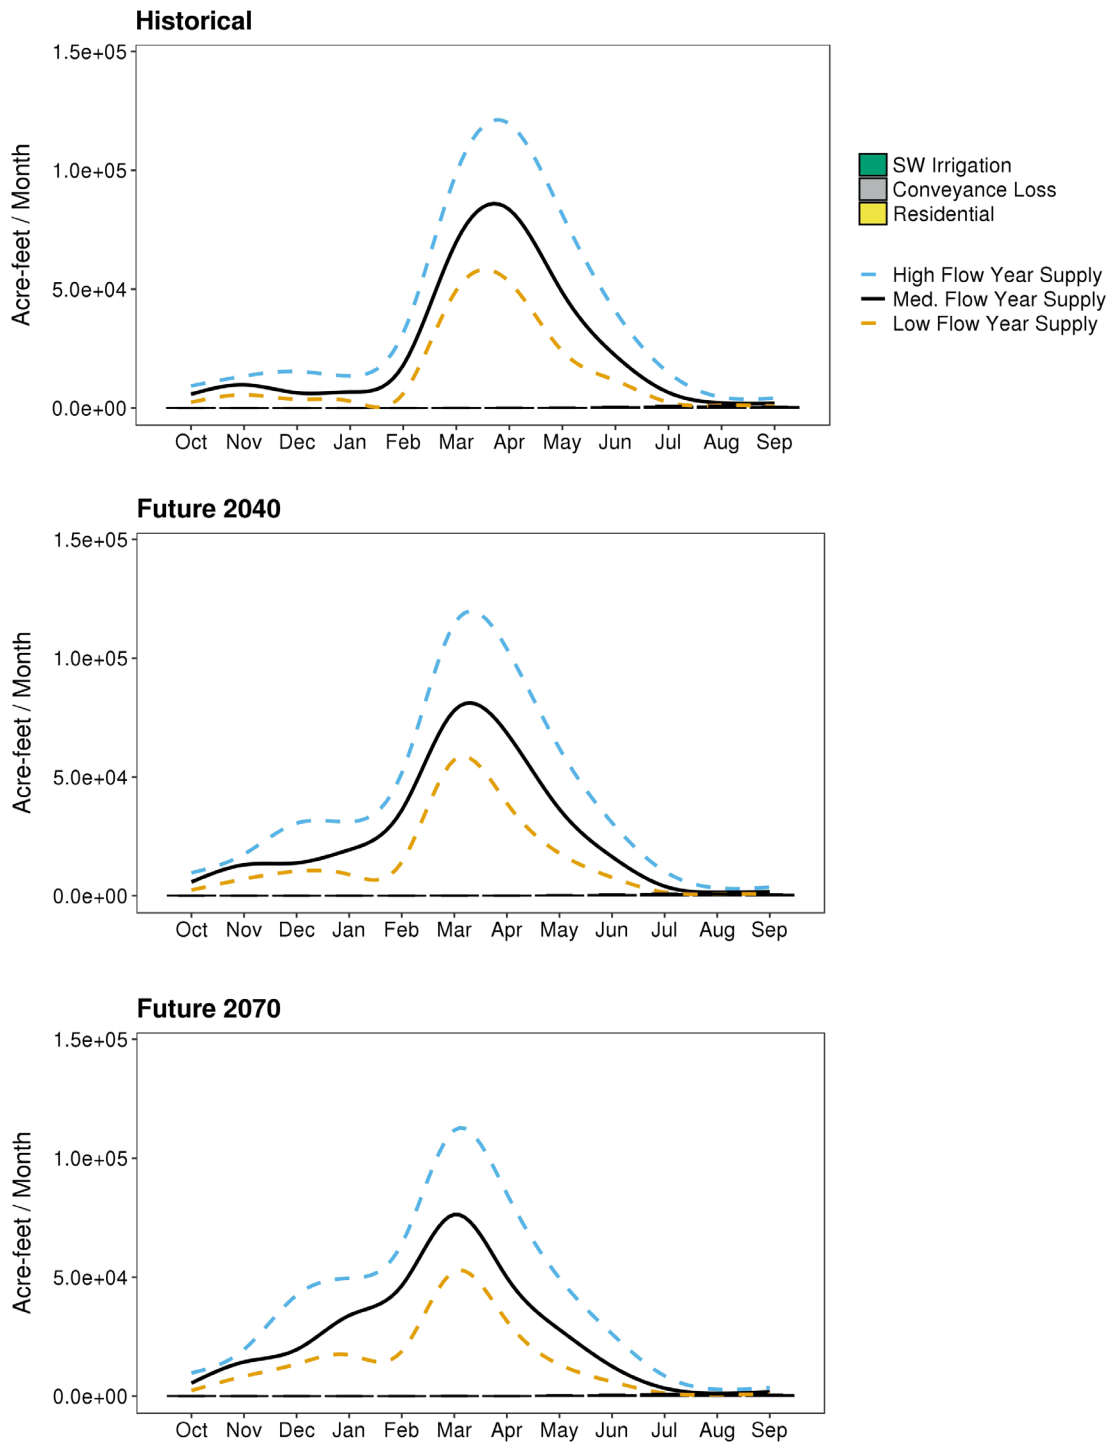 Historical
1.5e+05
1.0e+05
5.0e+04
0.0e+00
Acre-feet / Month
Oct Nov Dec Jan Feb Mar Apr May Jun Jul Aug Sep
SW Irrigation
Conveyance Loss
Residential
High Flow Year Supply
Med. Flow Year Supply
Low Flow Year Supply
Future 2040
1.5e+05
1.0e+05
5.0e+04
0.0e+00
Acre-feet / Month
Oct Nov Dec Jan Feb Mar Apr May Jun Jul Aug Sep
Future 2070
1.5e+05
1.0e+05
5.0e+04
0.0e+00
Acre-feet / Month
Oct Nov Dec Jan Feb Mar Apr May Jun Jul Aug Sep